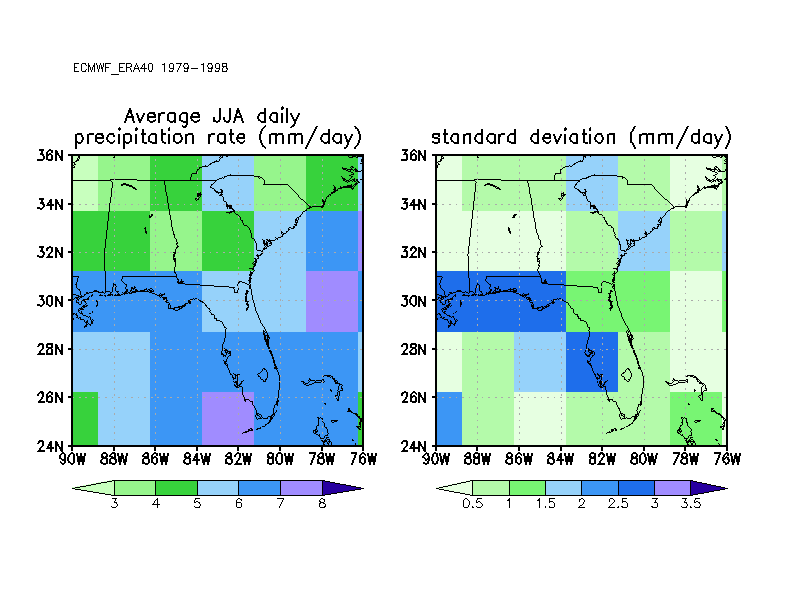 ECMWF_ERA40 1979-1998
Average JJA daily
precipitation rate (mm/day)
standard deviation (mm/day)
36N
34N
32N
30N
28N
26N
24N
90W 88W 86W 84W 82W 80W 78W 76W
3 4 5 6 7 8
36N
34N
32N
30N
28N
26N
24N
90W 88W 86W 84W 82W 80W 78W 76W
0.5 1 1.5 2 2.5 3 3.5